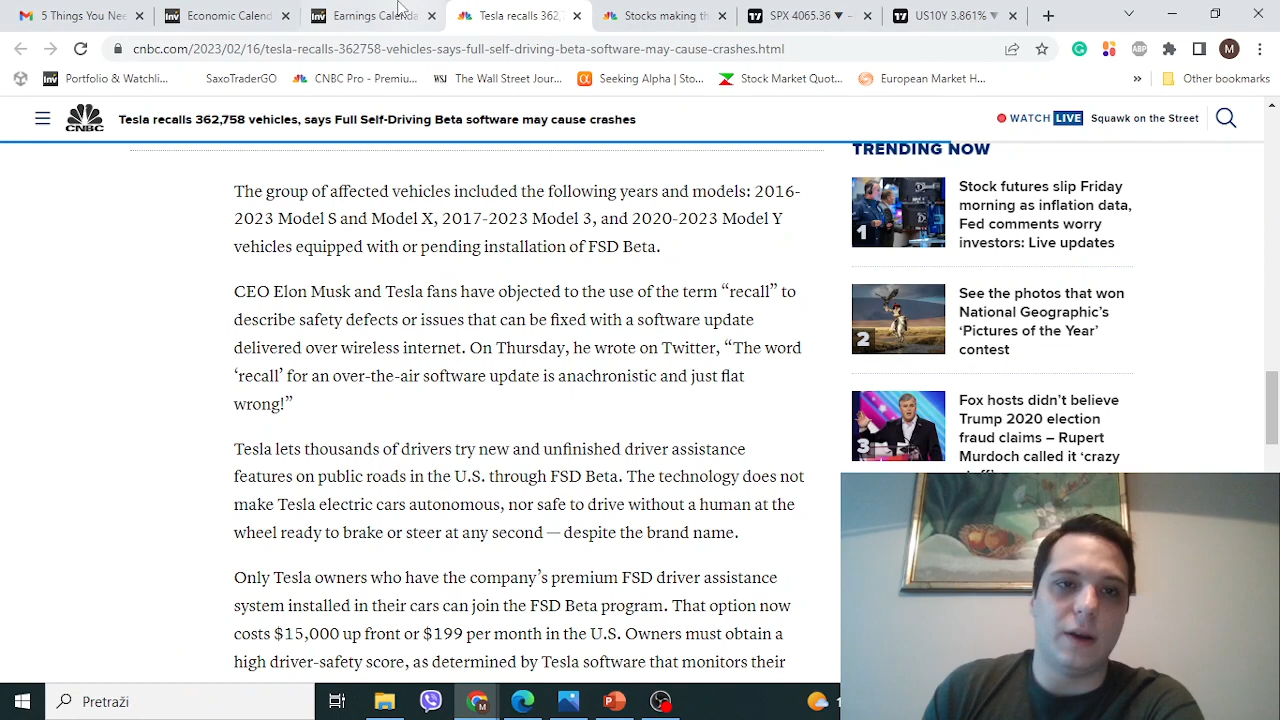 5 Things You Need
Economic Calend
Earnings Calenda
Tesla recalls 362,7
Stocks making th
SPX 4065.36 ▼ -
US10Y 3.861% ▼
cnbc.com/2023/02/16/tesla-recalls-362758-vehicles-says-full-self-driving-beta-software-may-cause-crashes.html
ABP
M
Inv Portfolio & Watchli...
SaxoTraderGO
CNBC Pro - Premiu...
WSJ The Wall Street Jour...
α Seeking Alpha | Sto...
Stock Market Quot...
European Market H...
»
Other bookmarks
CNBC
Tesla recalls 362,758 vehicles, says Full Self-Driving Beta software may cause crashes
WATCH LIVE Squawk on the Street
The group of affected vehicles included the following years and models: 2016-
2023 Model S and Model X, 2017-2023 Model 3, and 2020-2023 Model Y
vehicles equipped with or pending installation of FSD Beta.
CEO Elon Musk and Tesla fans have objected to the use of the term “recall” to
describe safety defects or issues that can be fixed with a software update
delivered over wireless internet. On Thursday, he wrote on Twitter, “The word
‘recall’ for an over-the-air software update is anachronistic and just flat
wrong!”
Tesla lets thousands of drivers try new and unfinished driver assistance
features on public roads in the U.S. through FSD Beta. The technology does not
make Tesla electric cars autonomous, nor safe to drive without a human at the
wheel ready to brake or steer at any second — despite the brand name.
Only Tesla owners who have the company’s premium FSD driver assistance
system installed in their cars can join the FSD Beta program. That option now
costs $15,000 up front or $199 per month in the U.S. Owners must obtain a
high driver-safety score, as determined by Tesla software that monitors their
TRENDING NOW
1
Stock futures slip Friday
morning as inflation data,
Fed comments worry
investors: Live updates
2
See the photos that won
National Geographic’s
‘Pictures of the Year’
contest
3
Fox hosts didn’t believe
Trump 2020 election
fraud claims – Rupert
Murdoch called it ‘crazy
Pretraži